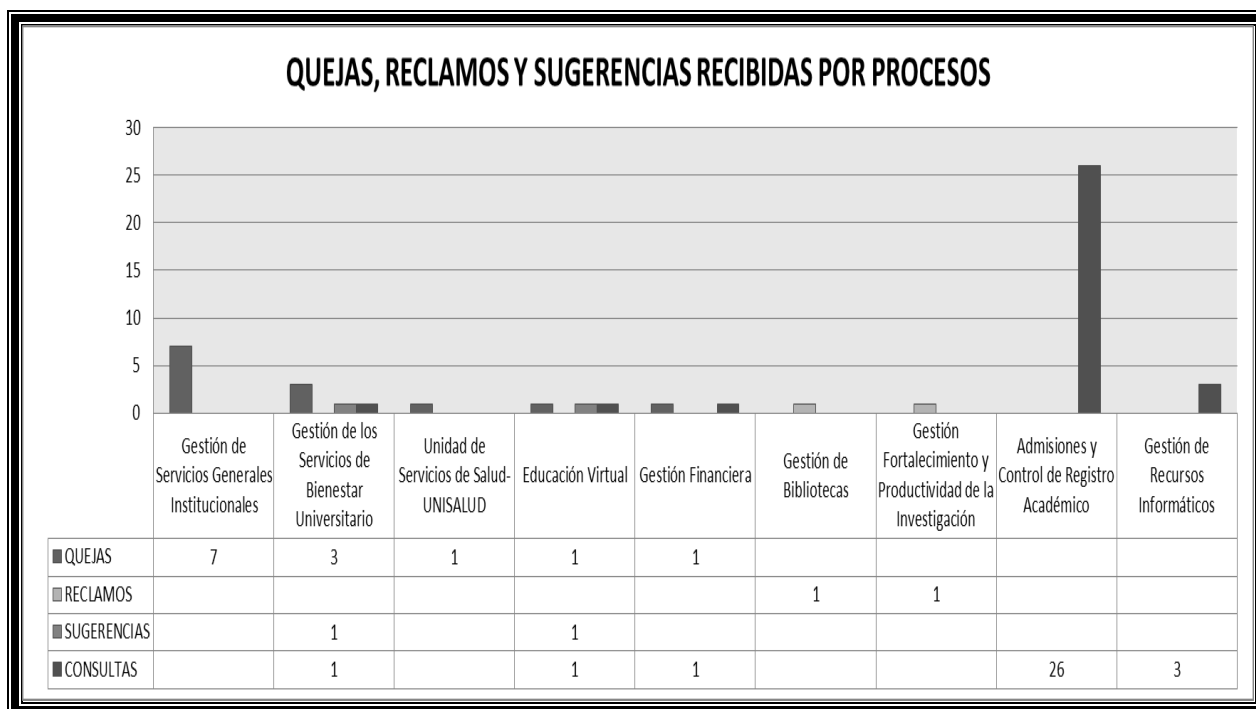 QUEJAS, RECLAMOS Y SUGERENCIAS RECIBIDAS POR PROCESOS
30
25
20
15
10
5
0
Gestión de
Servicios Generales
Institucionales
Gestión de los
Servicios de
Bienestar
Universitario
Unidad de
Servicios de Salud-
UNISALUD
Educación Virtual
Gestión Financiera
Gestión de
Bibliotecas
Gestión
Fortalecimiento y
Productividad de la
Investigación
Admisiones y
Control de Registro
Académico
Gestión de
Recursos
Informáticos
QUEJAS 7 3 1 1 1
RECLAMOS 1 1
SUGERENCIAS 1 1
CONSULTAS 1 1 1 26 3